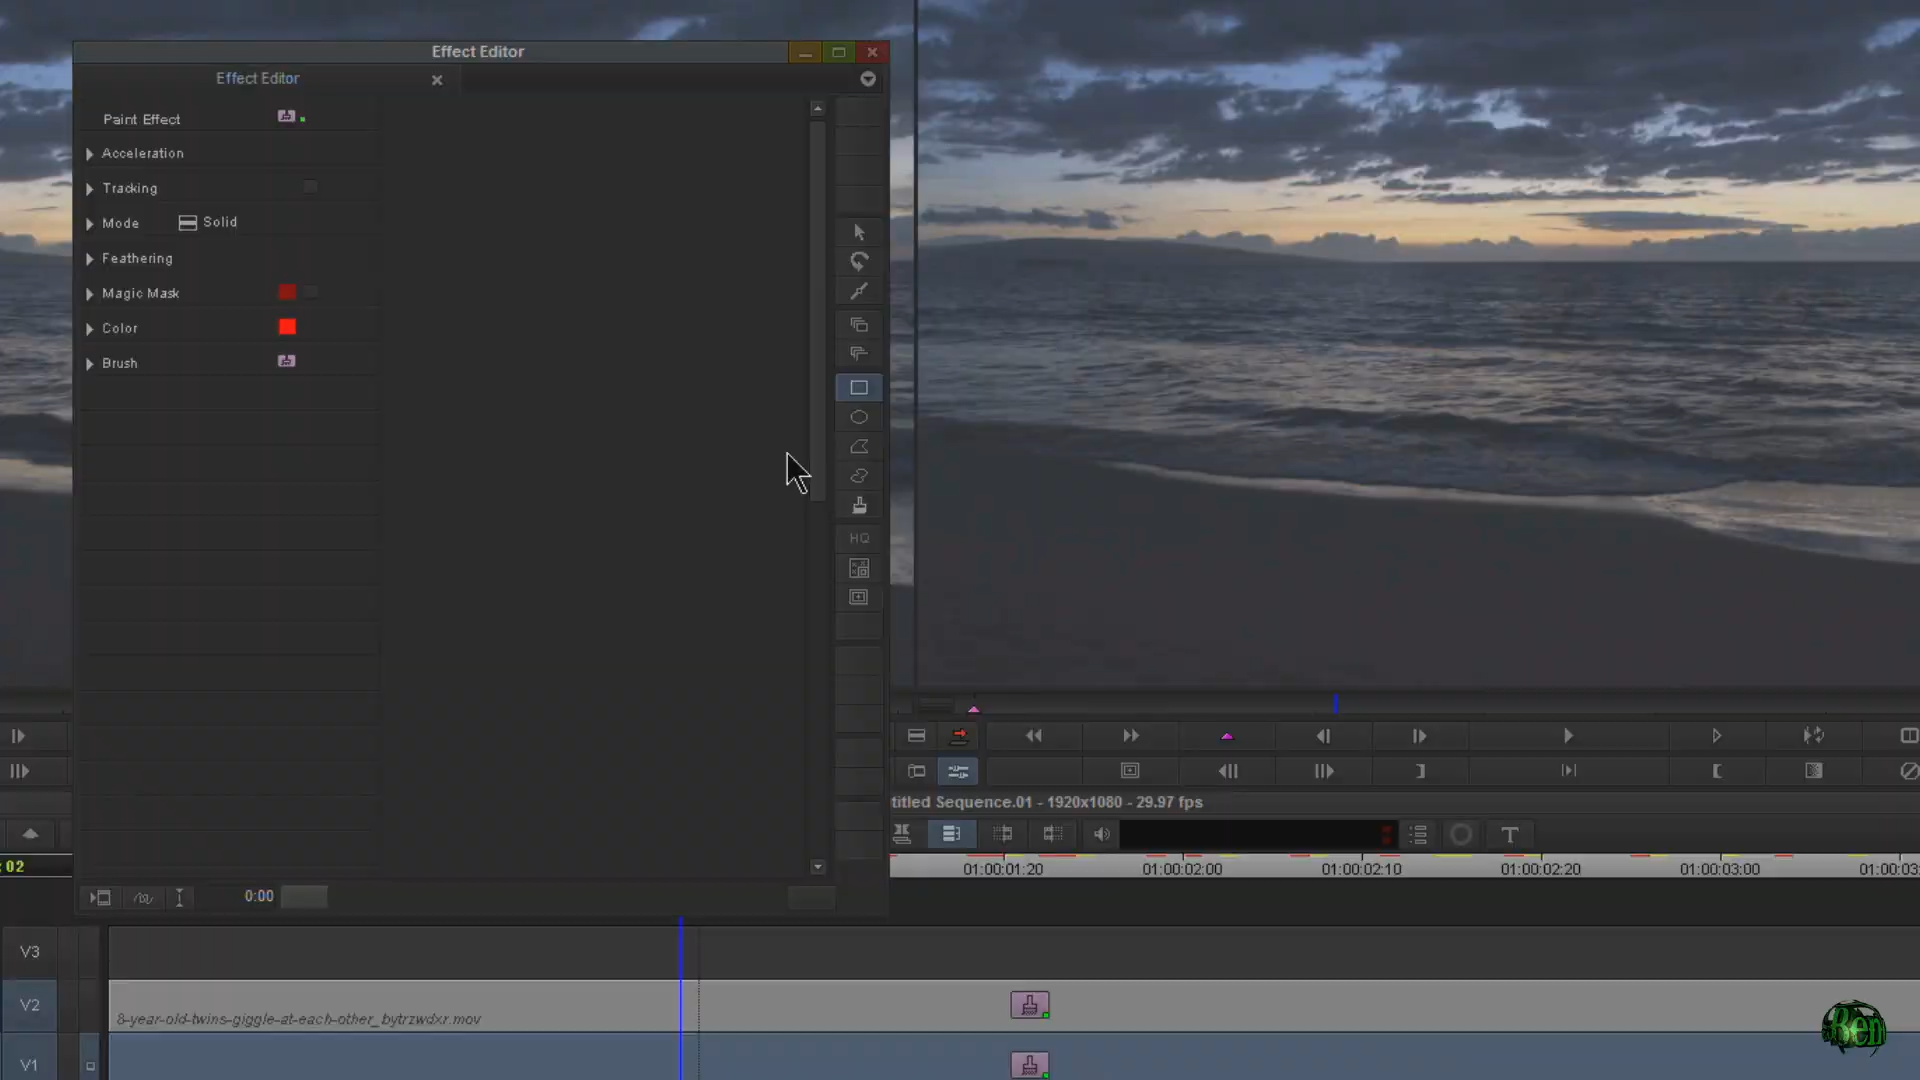 Effect Editor
Effect Editor
Paint Effect
Acceleration
Tracking
Mode
Solid
Feathering
Magic Mask
Color
Brush
HQ
0:00
titled Sequence.01 - 1920x1080 - 29.97 fps
T
:02
01:00:01:20
01:00:02:00
01:00:02:10
01:00:02:20
01:00:03:00
01:00:03:
V3
V2
8-year-old-twins-giggle-at-each-other_bytrzwdxr.mov
V1
Ben